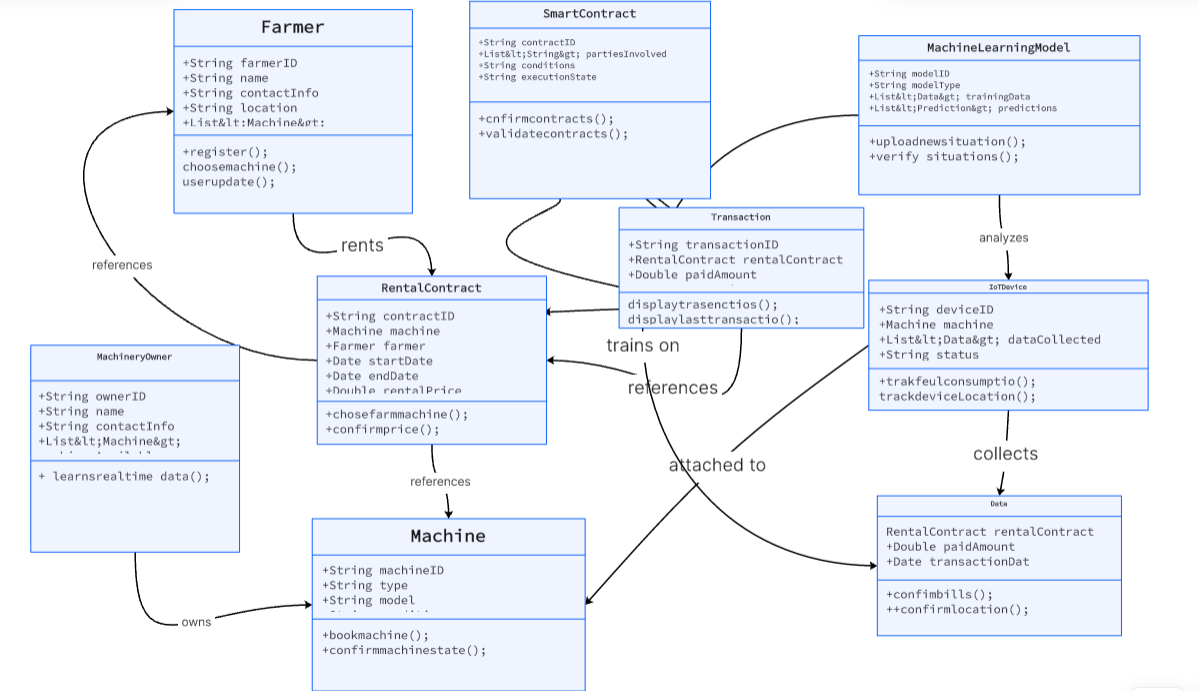 Farmer
+String farmerID
+String name
+String contactInfo
+String location
+List&lt;Machine&gt;
+register();
choosemachine();
userupdate();
SmartContract
+String contractID
+List&lt;String&gt; partiesInvolved
+String conditions
+String executionState
+cnfirmcontracts();
+validatecontracts();
MachineLearningModel
+String modelID
+String modelType
+List&lt;Data&gt; trainingData
+List&lt;Prediction&gt; predictions
+uploadnewsituation();
+verify situations();
Transaction
+String transactionID
+RentalContract rentalContract
+Double paidAmount
displaytrasenctios();
displaylasttransactio();
rents
analyzes
references
RentalContract
+String contractID
+Machine machine
+Farmer farmer
+Date startDate
+Date endDate
+Double rentalPrice
+chosefarmmachine();
+confirmprice();
IoTDevice
+String deviceID
+Machine machine
+List&lt;Data&gt; dataCollected
+String status
+trakfeulconsumptio();
trackdeviceLocation();
trains on
references
MachineryOwner
+String ownerID
+String name
+String contactInfo
+List&lt;Machine&gt;
+ learnsrealtime data();
attached to
collects
references
Machine
+String machineID
+String type
+String model
+bookmachine();
+confirmmachinestate();
Data
RentalContract rentalContract
+Double paidAmount
+Date transactionDat
+confimbills();
++confirmlocation();
owns